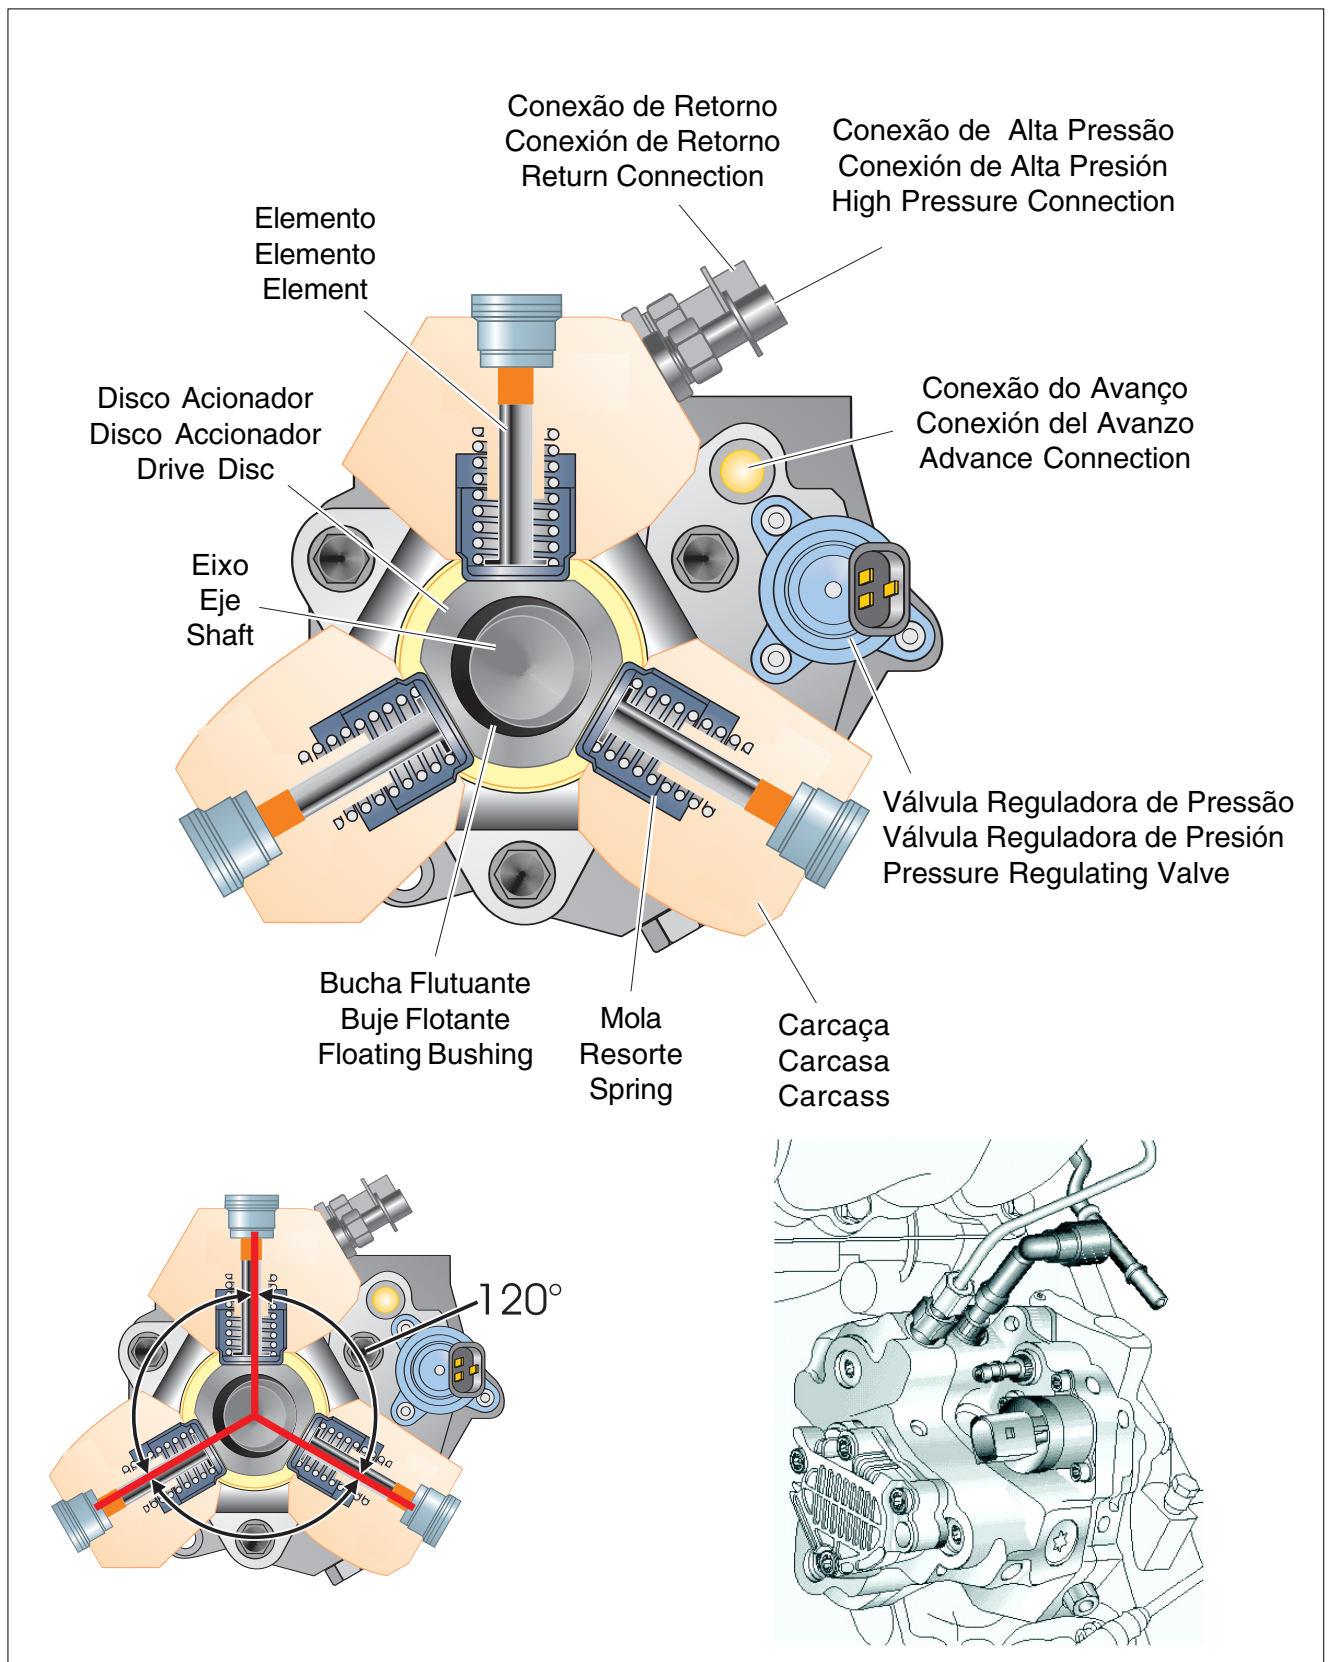 Conexão de Retorno
Conexión de Retorno
Return Connection
Conexão de Alta Pressão
Conexión de Alta Presión
High Pressure Connection
Elemento
Elemento
Element
Disco Acionador
Disco Accionador
Drive Disc
Conexão do Avanço
Conexión del Avanzo
Advance Connection
Eixo
Eje
Shaft
Válvula Reguladora de Pressão
Válvula Reguladora de Presión
Pressure Regulating Valve
Bucha Flutuante
Buje Flotante
Floating Bushing
Mola
Resorte
Spring
Carcaça
Carcasa
Carcass
120°